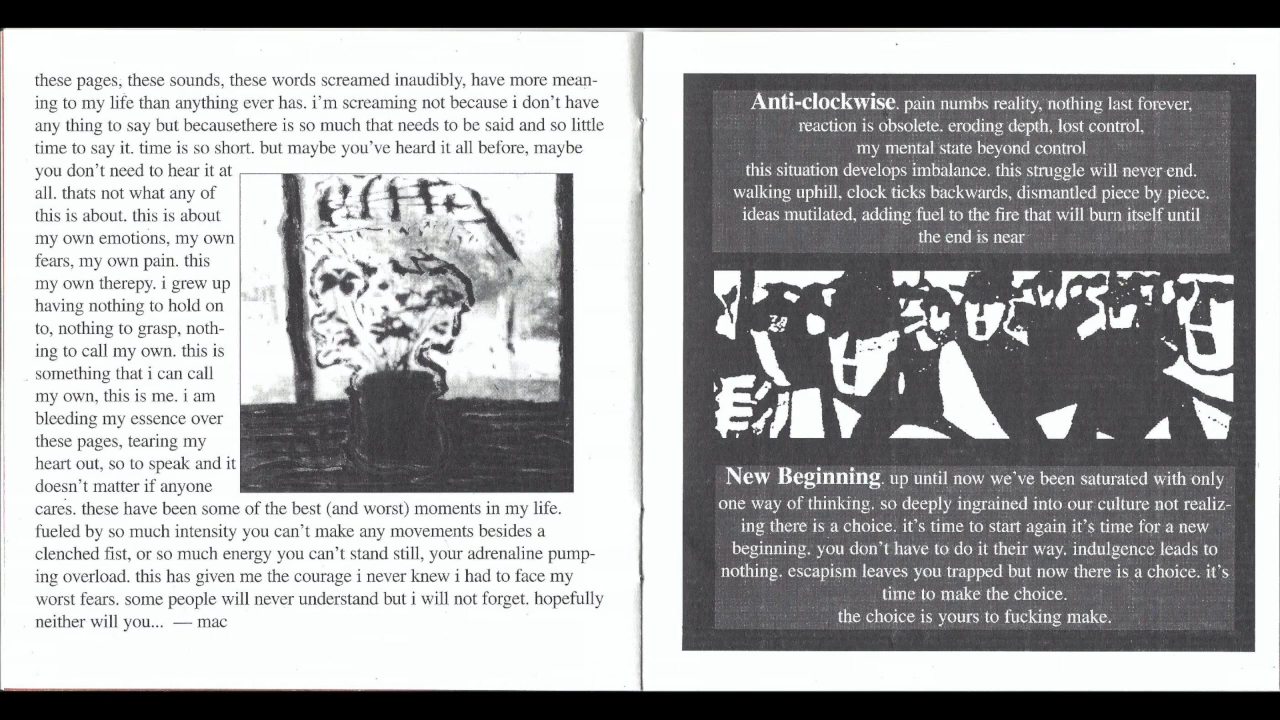 these pages, these sounds, these words screamed inaudibly, have more mean-
ing to my life than anything ever has. i'm screaming not because i don't have
any thing to say but becausethere is so much that needs to be said and so little
time to say it. time is so short. but maybe you've heard it all before, maybe
you don't need to hear it at
all. thats not what any of
this is about. this is about
my own emotions, my own
fears, my own pain. this
my own therepy. i grew up
having nothing to hold on
to, nothing to grasp, noth-
ing to call my own. this is
something that i can call
my own, this is me. i am
bleeding my essence over
these pages, tearing my
heart out, so to speak and it
doesn't matter if anyone
cares. these have been some of the best (and worst) moments in my life.
fueled by so much intensity you can't make any movements besides a
clenched fist, or so much energy you can't stand still, your adrenaline pump-
ing overload. this has given me the courage i never knew i had to face my
worst fears. some people will never understand but i will not forget. hopefully
neither will you... — mac
Anti-clockwise. pain numbs reality, nothing last forever,
reaction is obsolete. eroding depth, lost control,
my mental state beyond control
this situation develops imbalance. this struggle will never end.
walking uphill, clock ticks backwards, dismantled piece by piece.
ideas mutilated, adding fuel to the fire that will burn itself until
the end is near
New Beginning. up until now we've been saturated with only
one way of thinking. so deeply ingrained into our culture not realiz-
ing there is a choice. it's time to start again it's time for a new
beginning. you don't have to do it their way. indulgence leads to
nothing. escapism leaves you trapped but now there is a choice. it's
time to make the choice.
the choice is yours to fucking make.